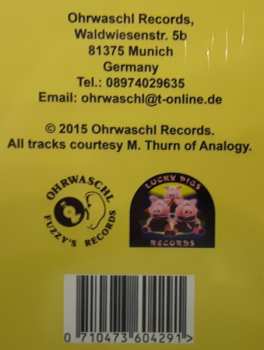 Ohrwaschl Records,
Waldwiesenstr. 5b
81375 Munich
Germany
Tel.: 08974029635
Email: ohrwaschl@t-online.de
© 2015 Ohrwaschl Records.
All tracks courtesy M. Thurn of Analogy.
OHRWASCHL
FUZZY'S RECORDS
LUCKY PIGS
RECORDS
0 710473 604291 >